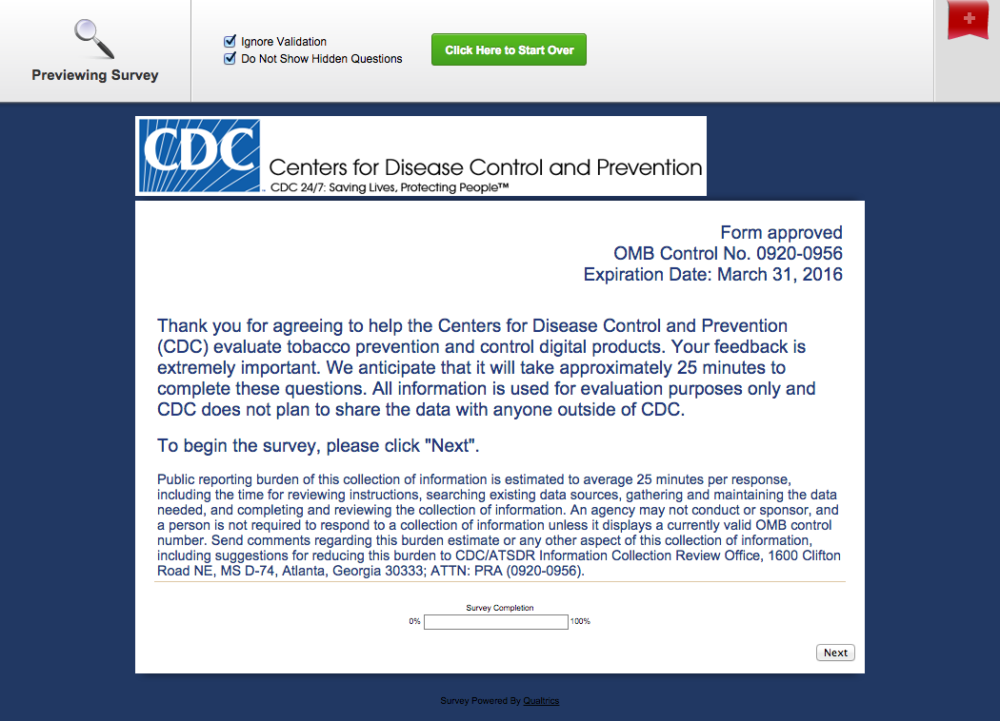 Previewing Survey
Ignore Validation
Do Not Show Hidden Questions
Click Here to Start Over
CDC
Centers for Disease Control and Prevention
CDC 24/7: Saving Lives, Protecting People™
Form approved
OMB Control No. 0920-0956
Expiration Date: March 31, 2016
Thank you for agreeing to help the Centers for Disease Control and Prevention
(CDC) evaluate tobacco prevention and control digital products. Your feedback is
extremely important. We anticipate that it will take approximately 25 minutes to
complete these questions. All information is used for evaluation purposes only and
CDC does not plan to share the data with anyone outside of CDC.
To begin the survey, please click "Next".
Public reporting burden of this collection of information is estimated to average 25 minutes per response,
including the time for reviewing instructions, searching existing data sources, gathering and maintaining the data
needed, and completing and reviewing the collection of information. An agency may not conduct or sponsor, and
a person is not required to respond to a collection of information unless it displays a currently valid OMB control
number. Send comments regarding this burden estimate or any other aspect of this collection of information,
including suggestions for reducing this burden to CDC/ATSDR Information Collection Review Office, 1600 Clifton
Road NE, MS D-74, Atlanta, Georgia 30333; ATTN: PRA (0920-0956).
Survey Completion
0% 100%
Next
Survey Powered By Qualtrics